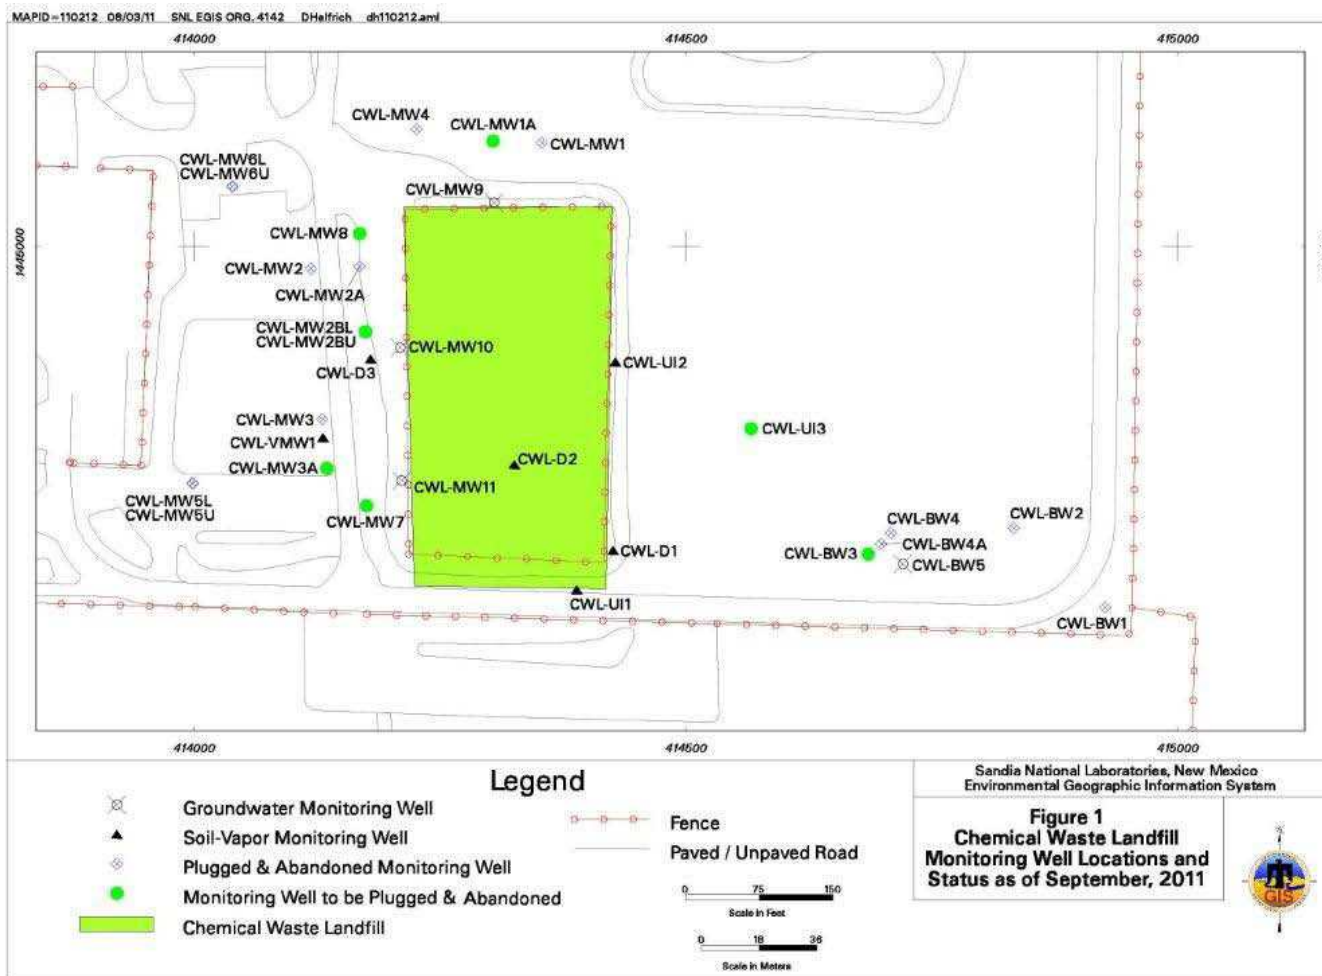 MAPID=110212 08/03/11 SNL EGIS ORG. 4142 DHelfrich dh110212.aml
414000 414500 415000
CWL-MW4
CWL-MW1A
CWL-MW1
CWL-MW6L
CWL-MW6U
CWL-MW9
CWL-MW8
1445000
CWL-MW2
CWL-MW2A
CWL-MW2BL
CWL-MW2BU
CWL-MW10
CWL-D3
CWL-UI2
CWL-MW3
CWL-UI3
CWL-VMW1
CWL-D2
CWL-MW3A
CWL-MW11
CWL-MW5L
CWL-MW5U
CWL-MW7
CWL-BW4
CWL-BW2
CWL-BW4A
CWL-BW3
CWL-D1
CWL-BW5
CWL-UI1
CWL-BW1
414000 414500 415000
Legend
Groundwater Monitoring Well
Soil-Vapor Monitoring Well
Plugged & Abandoned Monitoring Well
Monitoring Well to be Plugged & Abandoned
Chemical Waste Landfill
Fence
Paved / Unpaved Road
0 75 150
Scale in Feet
0 18 36
Scale in Meters
Sandia National Laboratories, New Mexico
Environmental Geographic Information System
Figure 1
Chemical Waste Landfill
Monitoring Well Locations and
Status as of September, 2011
GIS